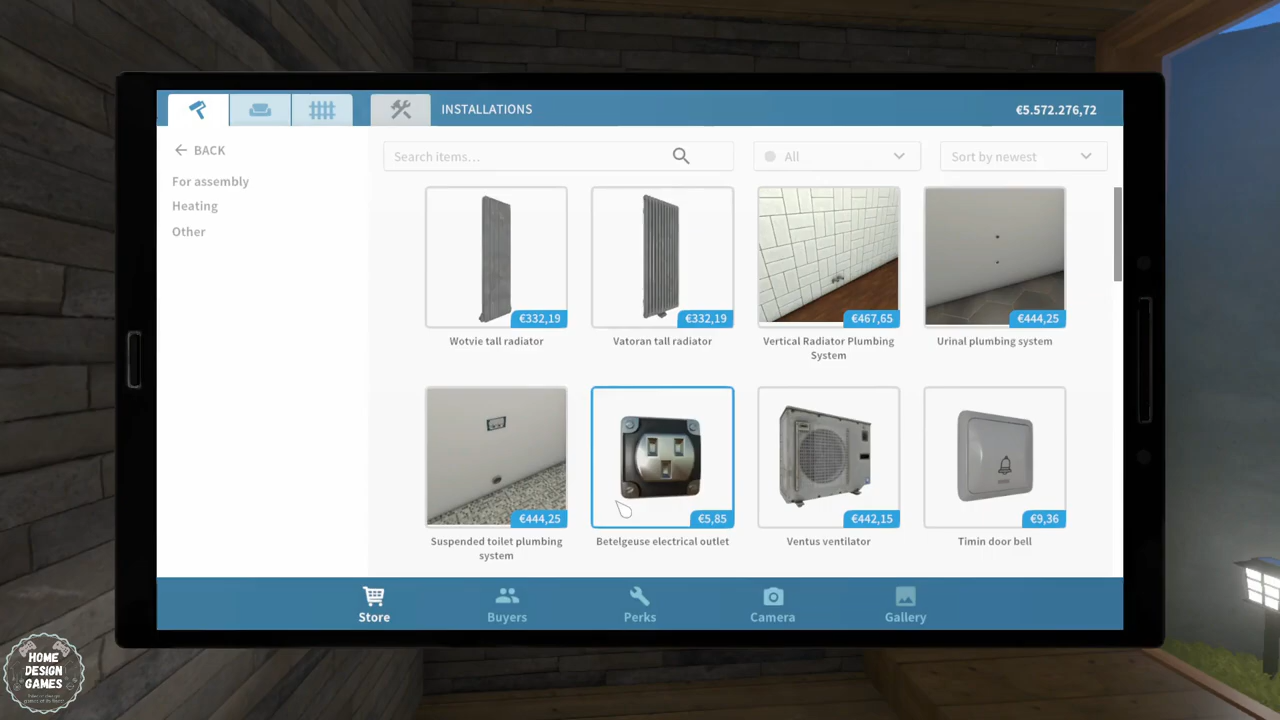 INSTALLATIONS
€5.572.276,72
BACK
Search items...
All
Sort by newest
For assembly
Heating
Other
€332,19
€332,19
€467,65
€444,25
Wotvie tall radiator
Vatoran tall radiator
Vertical Radiator Plumbing
System
Urinal plumbing system
€444,25
€5,85
€442,15
€9,36
Suspended toilet plumbing
system
Betelgeuse electrical outlet
Ventus ventilator
Timin door bell
Store
Buyers
Perks
Camera
Gallery
HOME
DESIGN
GAMES